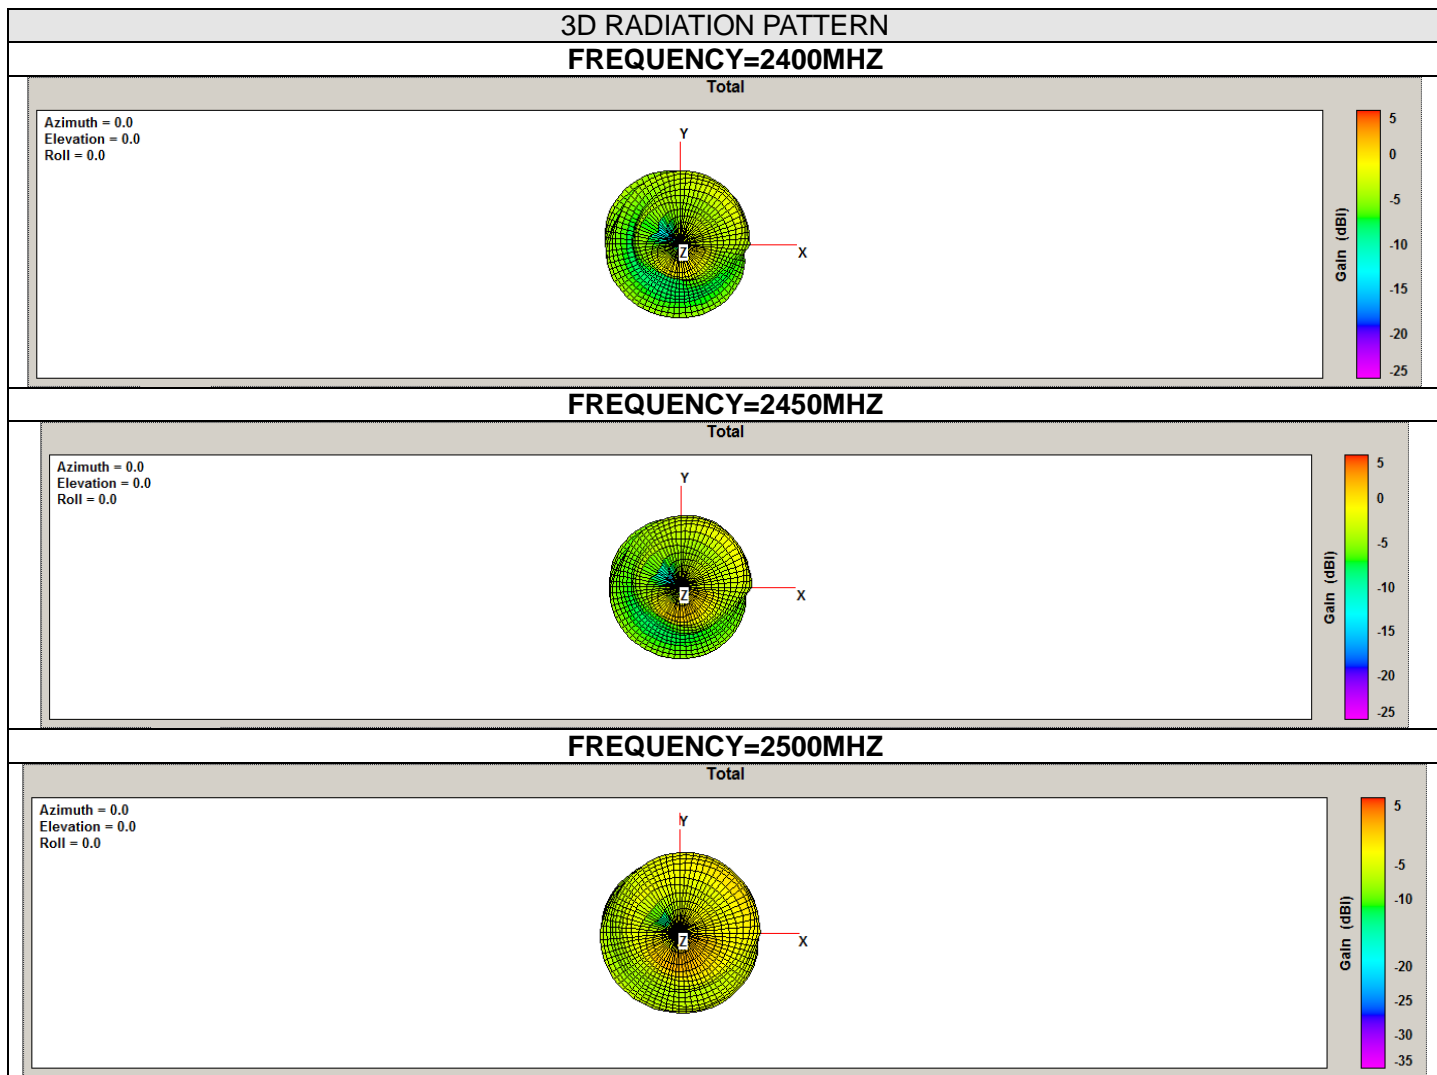 3D RADIATION PATTERN
FREQUENCY=2400MHZ
Total
Azimuth = 0.0
Elevation = 0.0
Roll = 0.0
Y
X
Z
Gain (dBI)
5
0
-5
-10
-15
-20
-25
FREQUENCY=2450MHZ
Total
Azimuth = 0.0
Elevation = 0.0
Roll = 0.0
Y
X
Z
Gain (dBI)
5
0
-5
-10
-15
-20
-25
FREQUENCY=2500MHZ
Total
Azimuth = 0.0
Elevation = 0.0
Roll = 0.0
Y
X
Z
Gain (dBI)
5
-5
-10
-20
-25
-30
-35